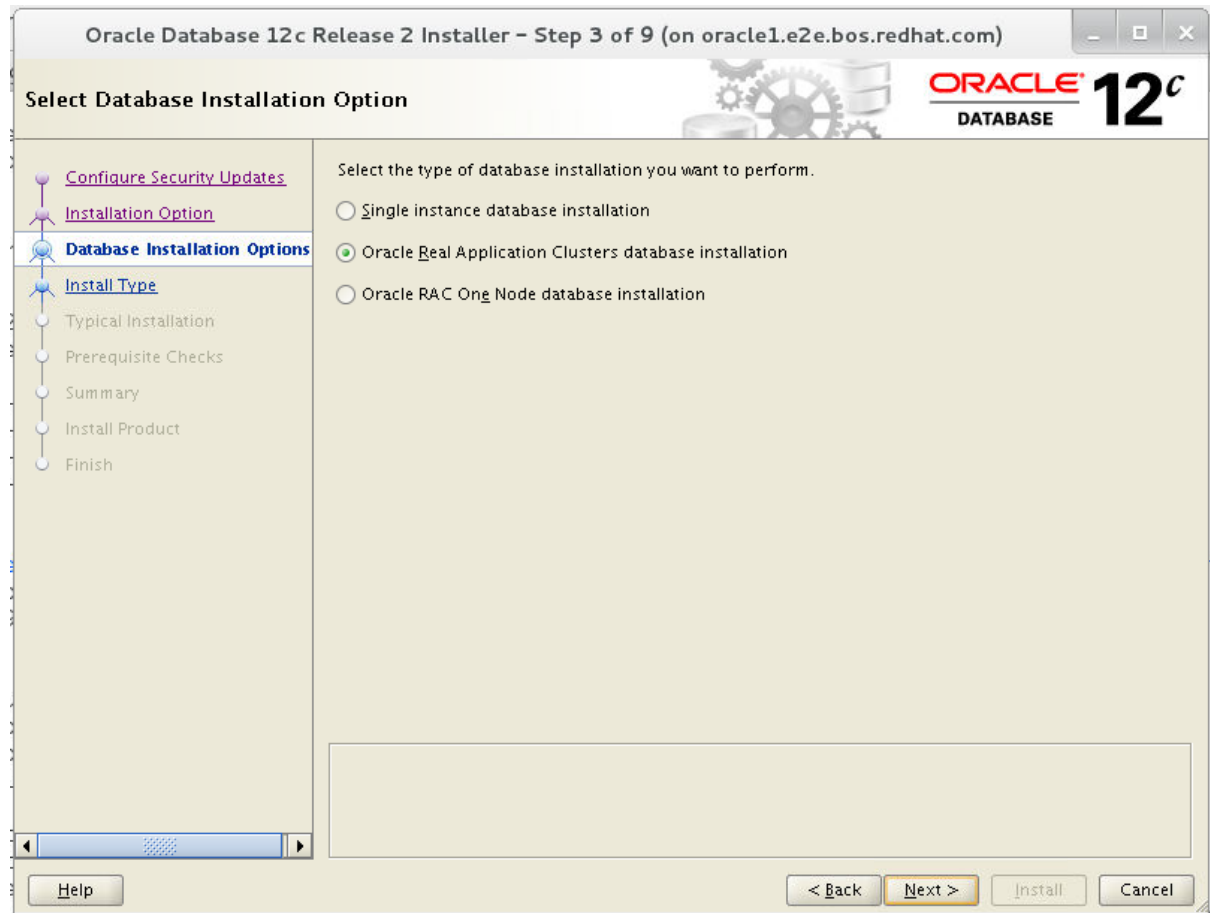 Oracle Database 12c Release 2 Installer – Step 3 of 9 (on oracle1.e2e.bos.redhat.com)
Select Database Installation Option
ORACLE
DATABASE
12c
Configure Security Updates
Installation Option
Database Installation Options
Install Type
Typical Installation
Prerequisite Checks
Summary
Install Product
Finish
Select the type of database installation you want to perform.
Single instance database installation
Oracle Real Application Clusters database installation
Oracle RAC One Node database installation
Help
< Back
Next >
Install
Cancel